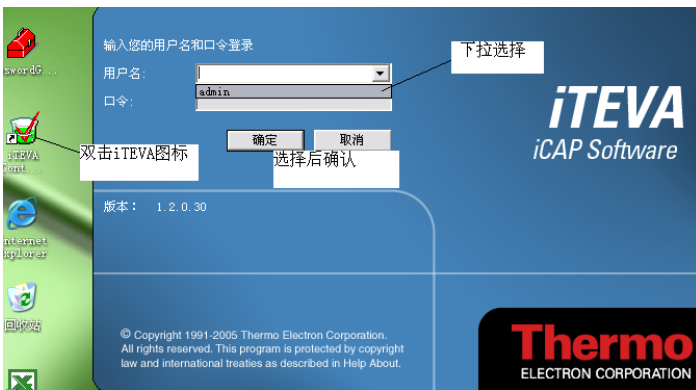 swordG...
iTEVA
Cont...
Internet
Explorer
回收站
输入您的用户名和口令登录
用户名:
admin
口令:
确定
取消
下拉选择
双击iTEVA图标
选择后确认
iTEVA
iCAP Software
版本： 1.2.0.30
© Copyright 1991-2005 Thermo Electron Corporation.
All rights reserved. This program is protected by copyright
law and international treaties as described in Help About.
Thermo
ELECTRON CORPORATION